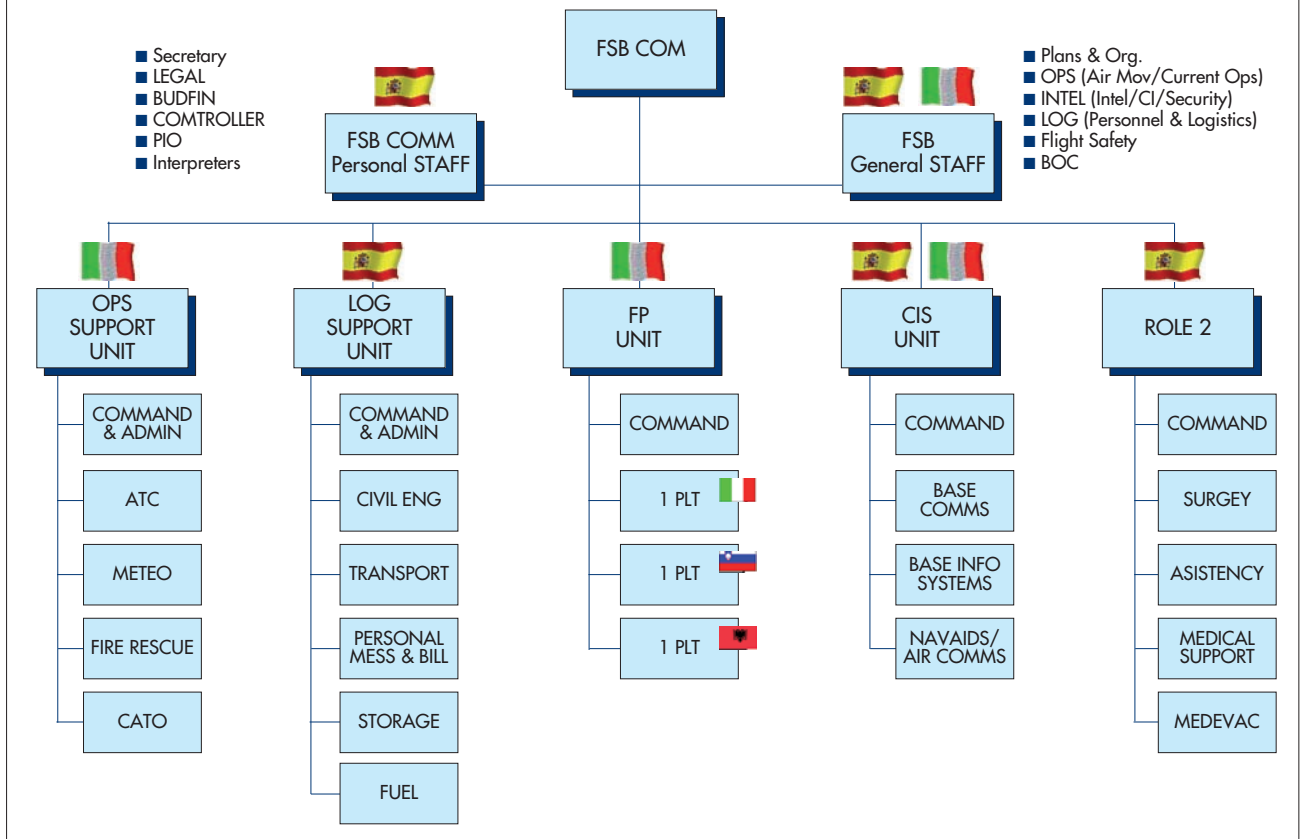 FSB COM
■ Secretary
■ LEGAL
■ BUDFIN
■ COMTROLLER
■ PIO
■ Interpreters
FSB COMM
Personal STAFF
FSB
General STAFF
■ Plans & Org.
■ OPS (Air Mov/Current Ops)
■ INTEL (Intel/CI/Security)
■ LOG (Personnel & Logistics)
■ Flight Safety
■ BOC
OPS
SUPPORT
UNIT
COMMAND
& ADMIN
ATC
METEO
FIRE RESCUE
CATO
LOG
SUPPORT
UNIT
COMMAND
& ADMIN
CIVIL ENG
TRANSPORT
PERSONAL
MESS & BILL
STORAGE
FUEL
FP
UNIT
COMMAND
1 PLT
1 PLT
1 PLT
CIS
UNIT
COMMAND
BASE
COMMS
BASE INFO
SYSTEMS
NAVAIDS/
AIR COMMS
ROLE 2
COMMAND
SURGEY
ASISTENCY
MEDICAL
SUPPORT
MEDEVAC